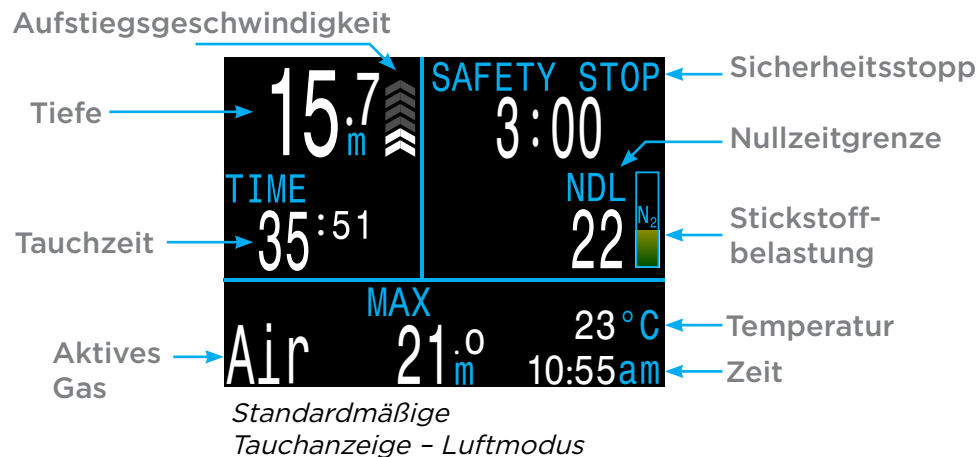 Aufstiegsgeschwindigkeit
Tiefe
15.7
m
SAFETY STOP
3:00
Sicherheitsstopp
Nullzeitgrenze
TIME
35:51
Tauchzeit
NDL
22
N2
Stickstoff-
belastung
MAX
Air
21.0
m
23°C
10:55am
Temperatur
Zeit
Aktives
Gas
Standardmäßige
Tauchanzeige – Luftmodus